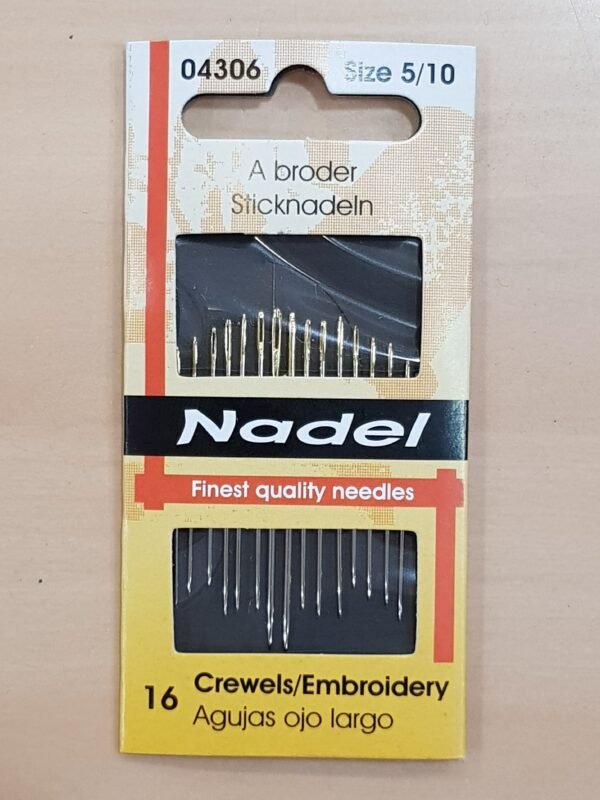 04306 Size 5/10
A broder
Sticknadeln
Nadel
Finest quality needles
16 Crewels/Embroidery
Agujas ojo largo